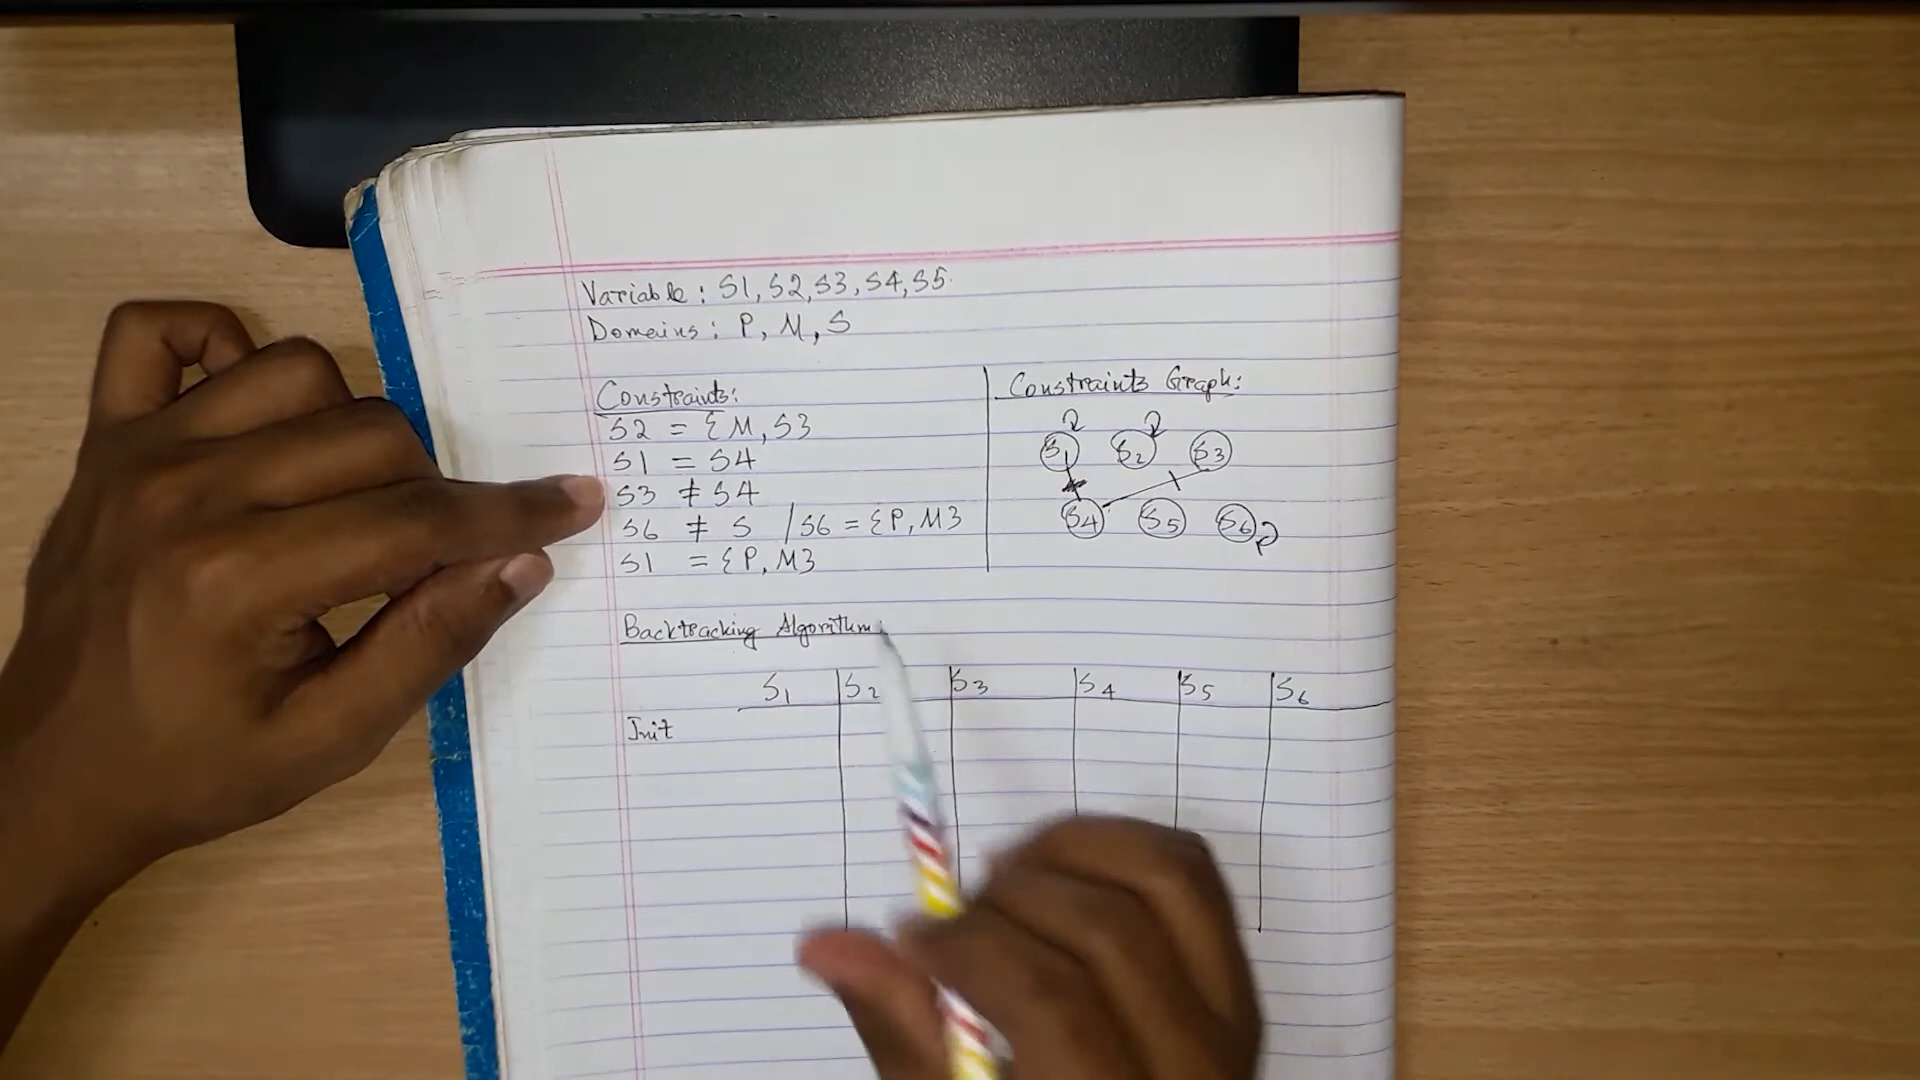 Variable : S1, S2, S3, S4, S5.
Domains : P, M, S
Constraints:
S2 = {M, S}
S1 = S4
S3 ≠ S4
S6 ≠ S / S6 = {P, M}
S1 = {P, M}
Constraints Graph:
S1 S2 S3
S4 S5 S6
Backtracking Algorithm:
S1 S2 S3 S4 S5 S6
Init